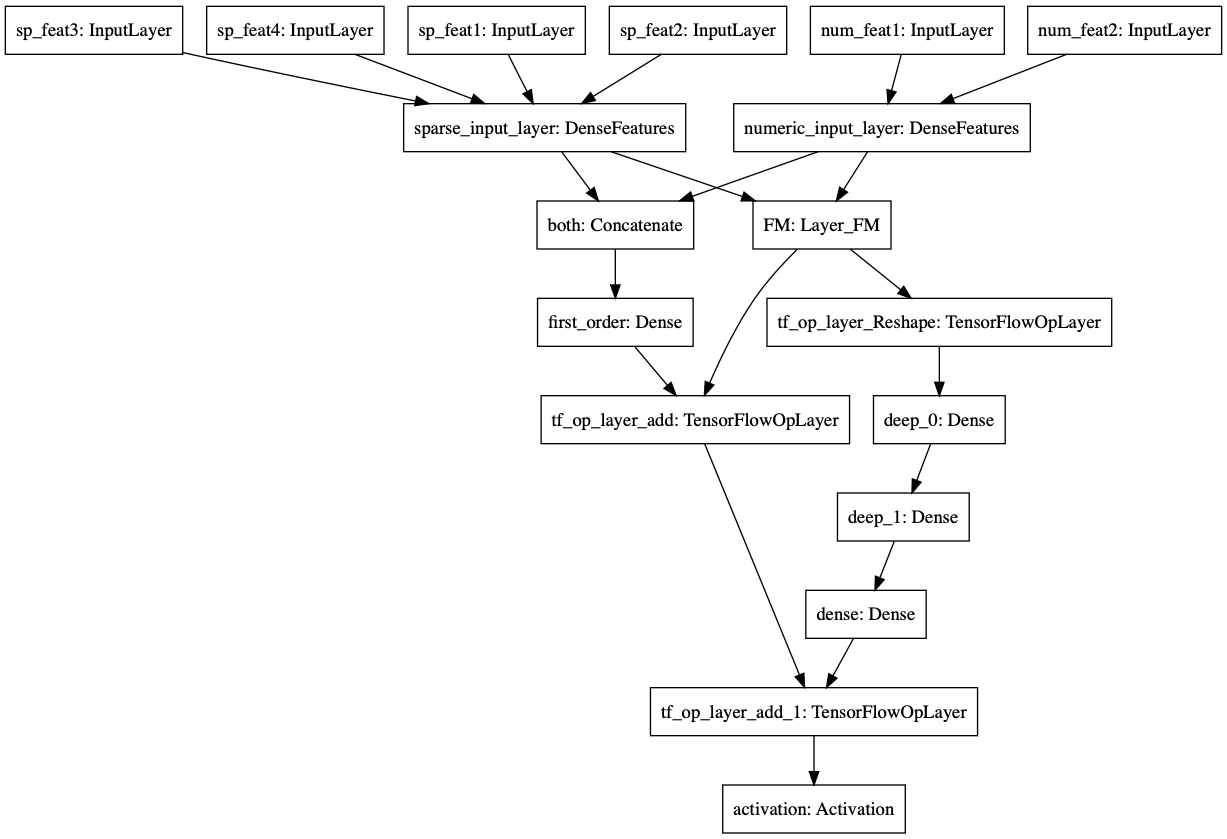 sp_feat3: InputLayer
sp_feat4: InputLayer
sp_feat1: InputLayer
sp_feat2: InputLayer
num_feat1: InputLayer
num_feat2: InputLayer
sparse_input_layer: DenseFeatures
numeric_input_layer: DenseFeatures
both: Concatenate
FM: Layer_FM
first_order: Dense
tf_op_layer_Reshape: TensorFlowOpLayer
tf_op_layer_add: TensorFlowOpLayer
deep_0: Dense
deep_1: Dense
dense: Dense
tf_op_layer_add_1: TensorFlowOpLayer
activation: Activation